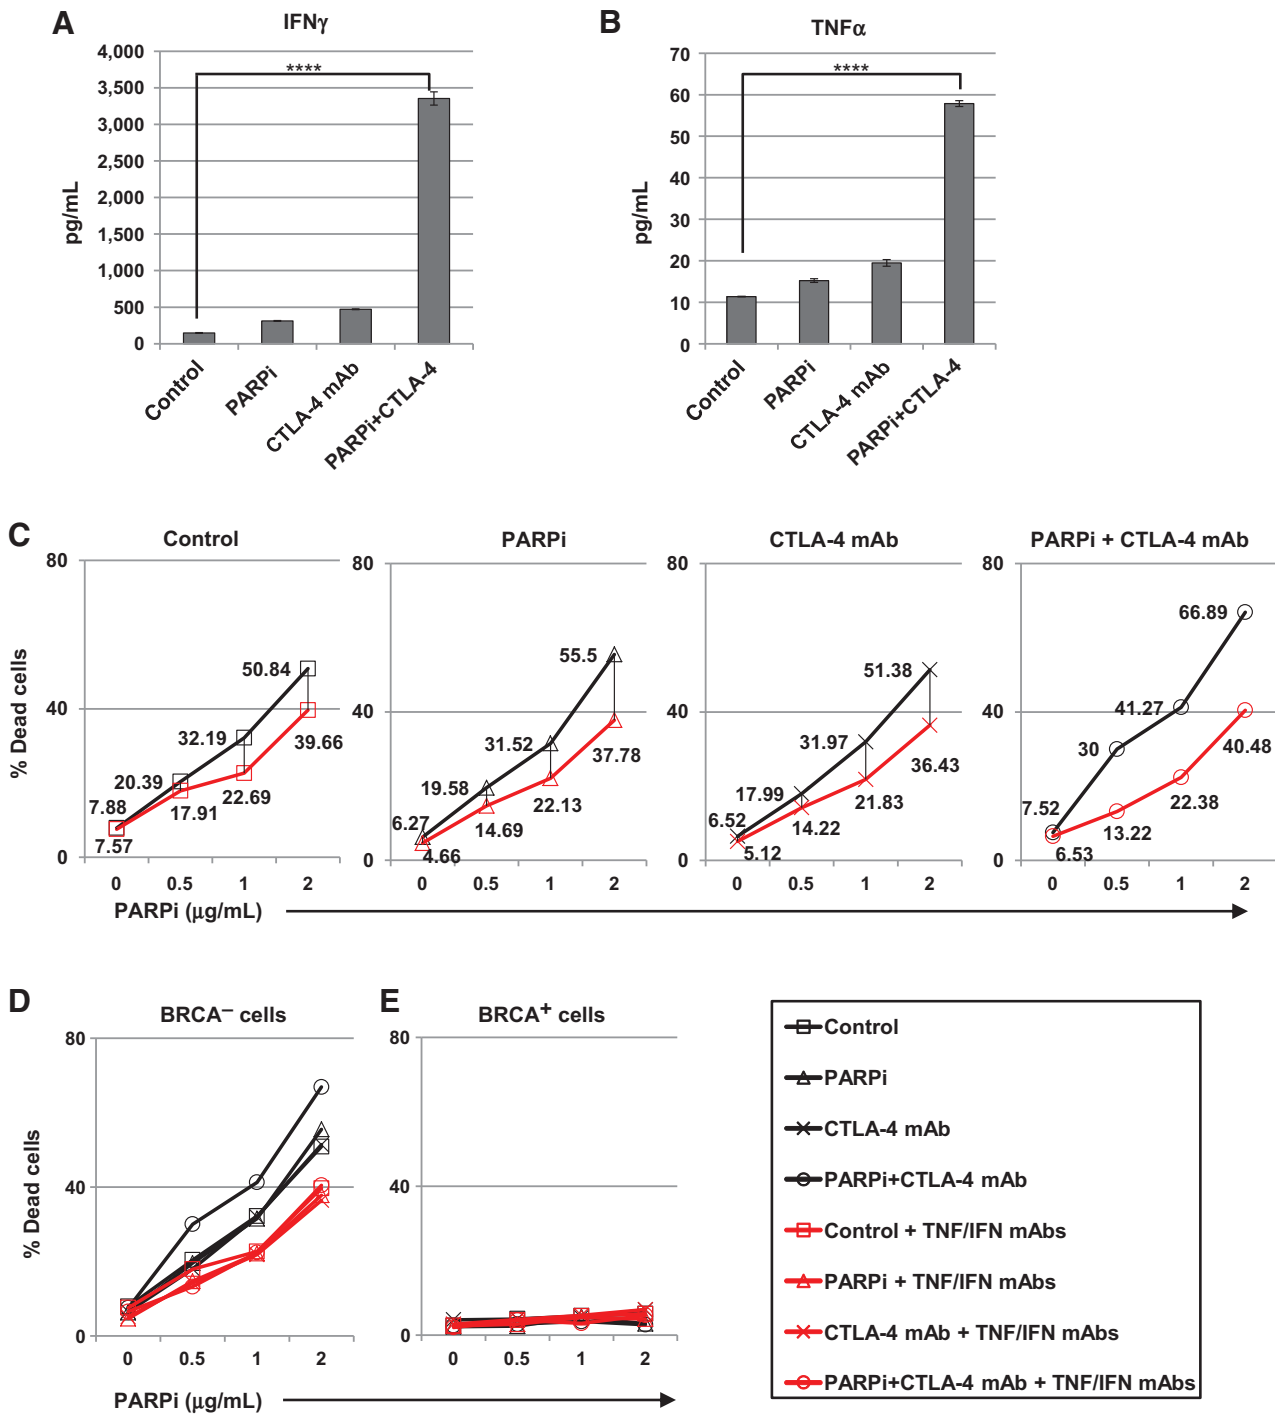 A
IFNγ
4,000
3,500
3,000
2,500
2,000
1,500
1,000
500
0
pg/mL
****
Control
PARPi
CTLA-4 mAb
PARPi+CTLA-4
B
TNFα
70
60
50
40
30
20
10
0
pg/mL
****
Control
PARPi
CTLA-4 mAb
PARPi+CTLA-4
C
% Dead cells
Control
80
40
0
7.88
20.39
32.19
50.84
7.57
17.91
22.69
39.66
0 0.5 1 2
PARPi
80
40
0
6.27
19.58
31.52
55.5
4.66
14.69
22.13
37.78
0 0.5 1 2
CTLA-4 mAb
80
40
0
6.52
17.99
31.97
51.38
5.12
14.22
21.83
36.43
0 0.5 1 2
PARPi + CTLA-4 mAb
80
40
0
7.52
30
41.27
66.89
6.53
13.22
22.38
40.48
0 0.5 1 2
PARPi (μg/mL)
D
BRCA– cells
80
40
0
% Dead cells
0 0.5 1 2
E
BRCA+ cells
80
40
0
0 0.5 1 2
PARPi (μg/mL)
Control
PARPi
CTLA-4 mAb
PARPi+CTLA-4 mAb
Control + TNF/IFN mAbs
PARPi + TNF/IFN mAbs
CTLA-4 mAb + TNF/IFN mAbs
PARPi+CTLA-4 mAb + TNF/IFN mAbs